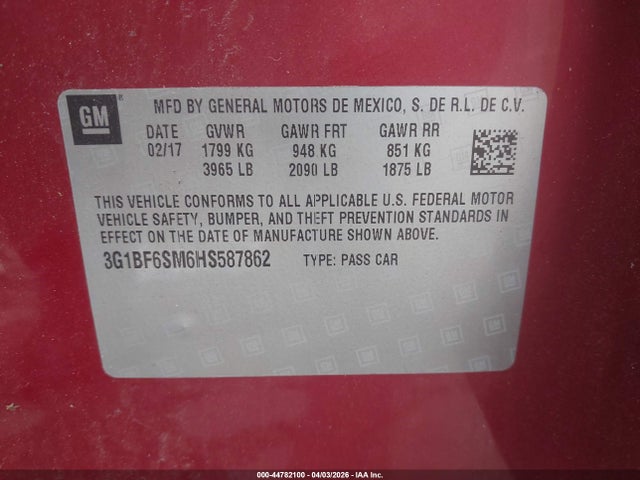 GM
MFD BY GENERAL MOTORS DE MEXICO, S. DE R.L. DE C.V.
DATE GVWR GAWR FRT GAWR RR
02/17 1799 KG 948 KG 851 KG
3965 LB 2090 LB 1875 LB
THIS VEHICLE CONFORMS TO ALL APPLICABLE U.S. FEDERAL MOTOR
VEHICLE SAFETY, BUMPER, AND THEFT PREVENTION STANDARDS IN
EFFECT ON THE DATE OF MANUFACTURE SHOWN ABOVE.
3G1BF6SM6HS587862 TYPE: PASS CAR
000-44782100 - 04/03/2026 - IAA Inc.